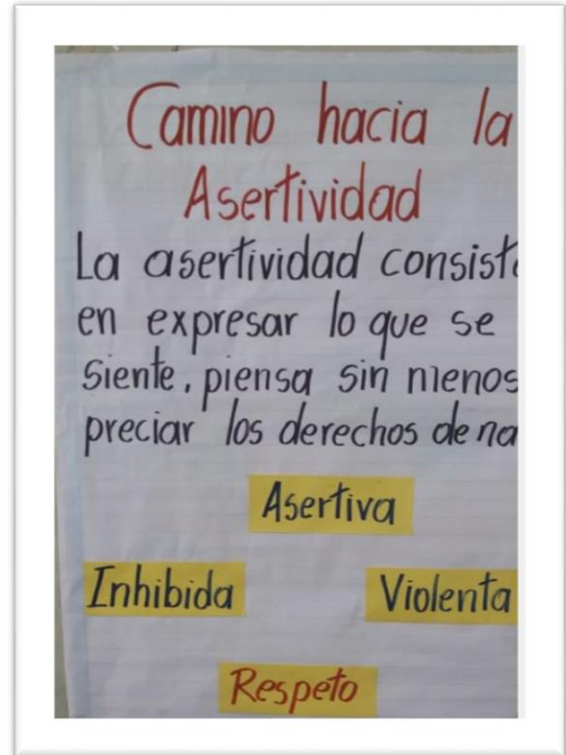 Camino hacia la
Asertividad
La asertividad consiste
en expresar lo que se
siente, piensa sin menos
preciar los derechos de na
Asertiva
Inhibida Violenta
Respeto